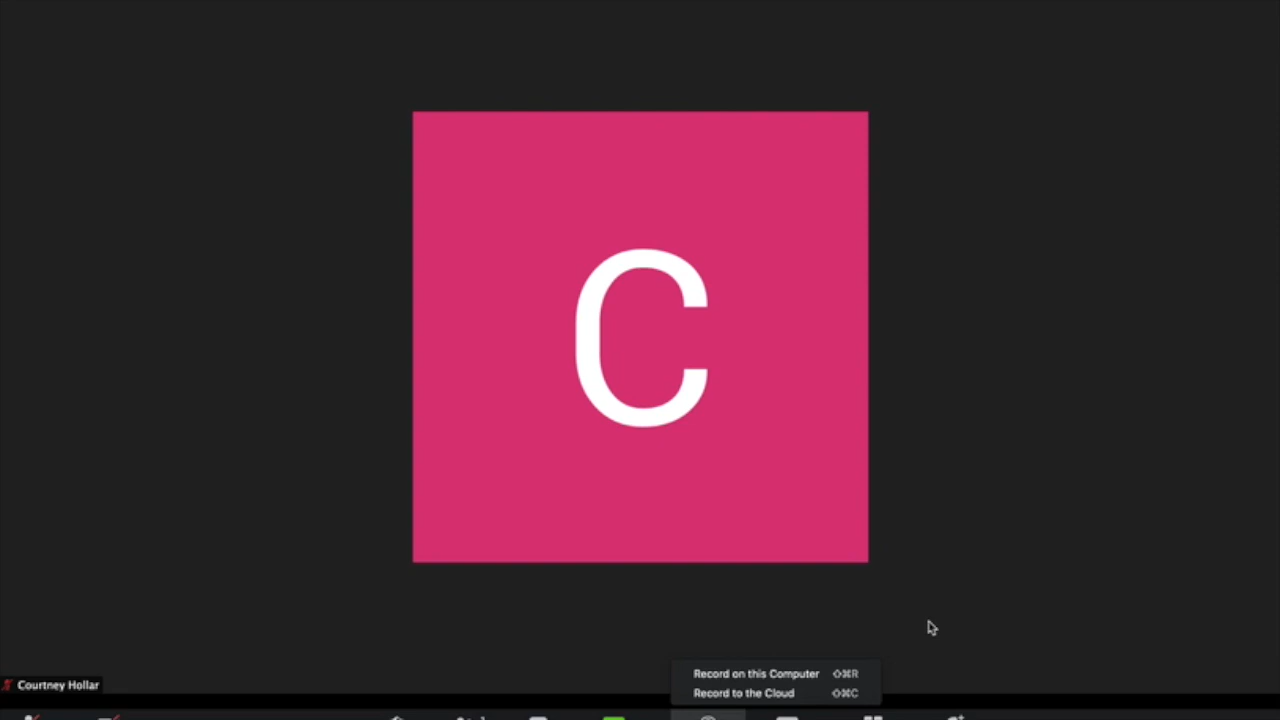 C
Courtney Hollar
Record on this Computer ⇧⌘R
Record to the Cloud ⇧⌘C